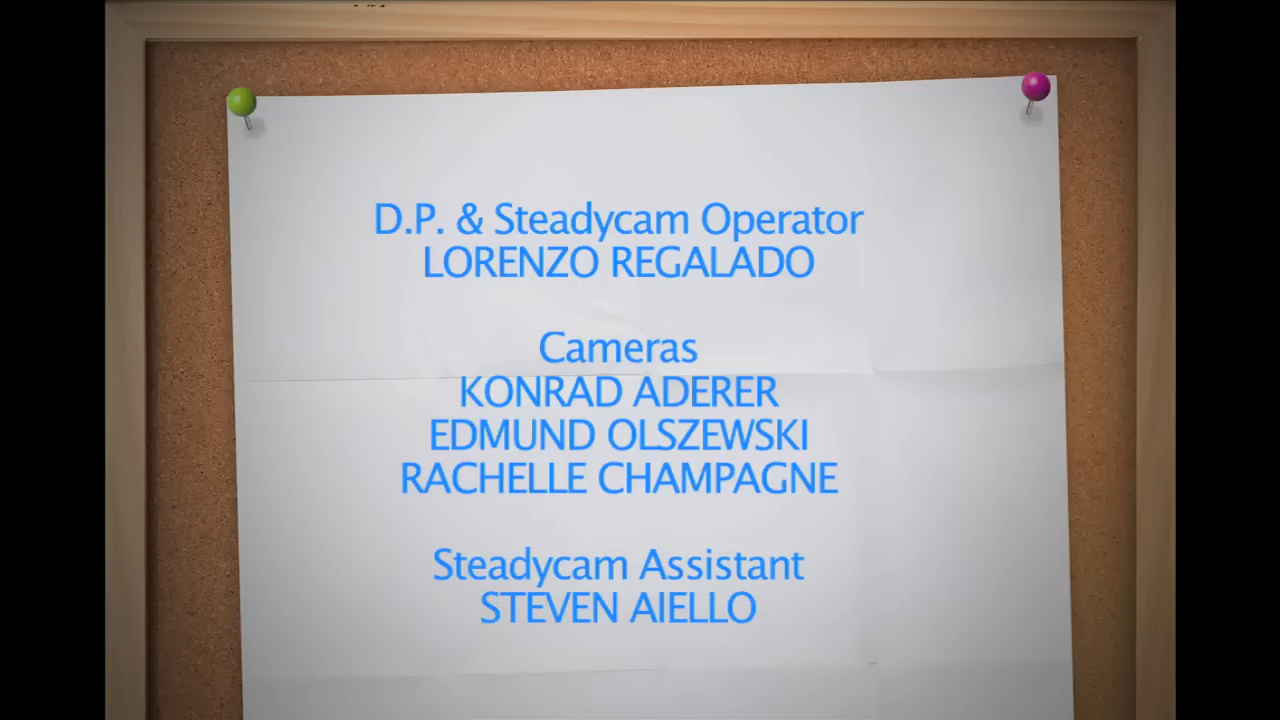 D.P. & Steadycam Operator
LORENZO REGALADO
Cameras
KONRAD ADERER
EDMUND OLSZEWSKI
RACHELLE CHAMPAGNE
Steadycam Assistant
STEVEN AIELLO